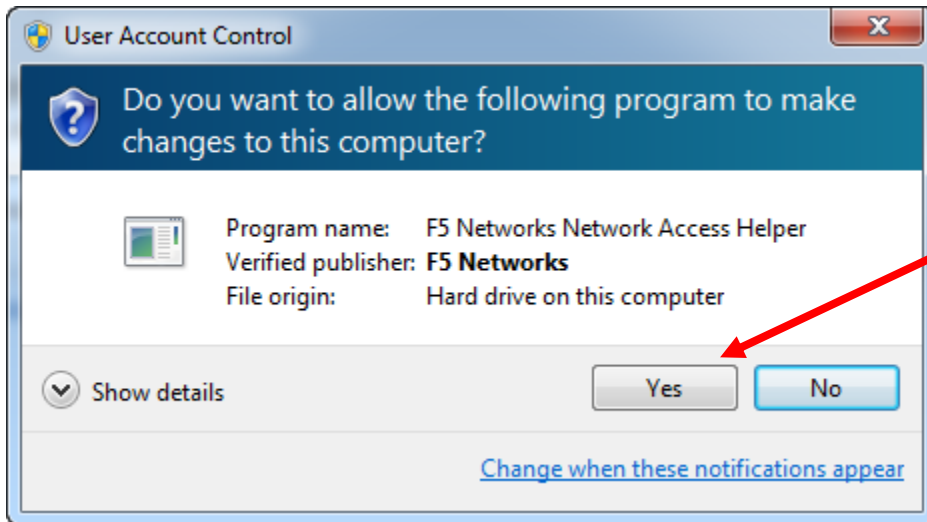 User Account Control
Do you want to allow the following program to make
changes to this computer?
Program name: F5 Networks Network Access Helper
Verified publisher: F5 Networks
File origin: Hard drive on this computer
Show details
Yes No
Change when these notifications appear